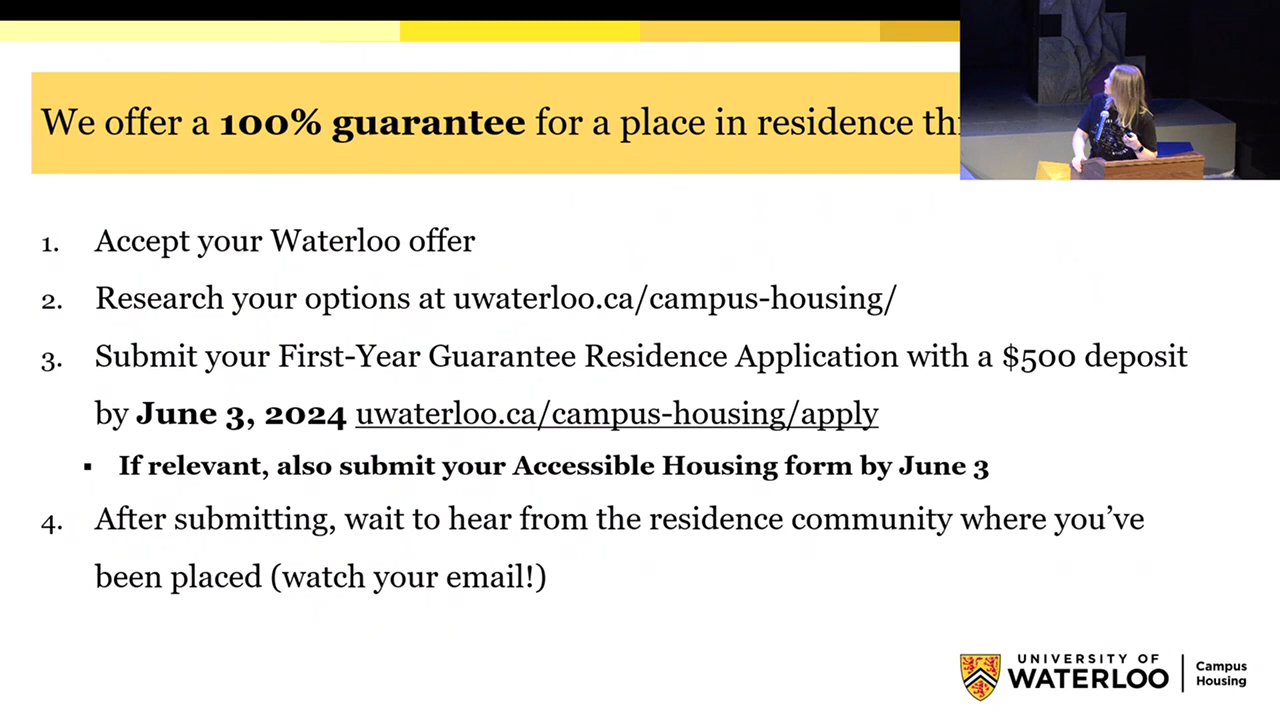 We offer a 100% guarantee for a place in residence
1. Accept your Waterloo offer
2. Research your options at uwaterloo.ca/campus-housing/
3. Submit your First-Year Guarantee Residence Application with a $500 deposit
by June 3, 2024 uwaterloo.ca/campus-housing/apply
▪ If relevant, also submit your Accessible Housing form by June 3
4. After submitting, wait to hear from the residence community where you’ve
been placed (watch your email!)
UNIVERSITY OF
WATERLOO
Campus
Housing